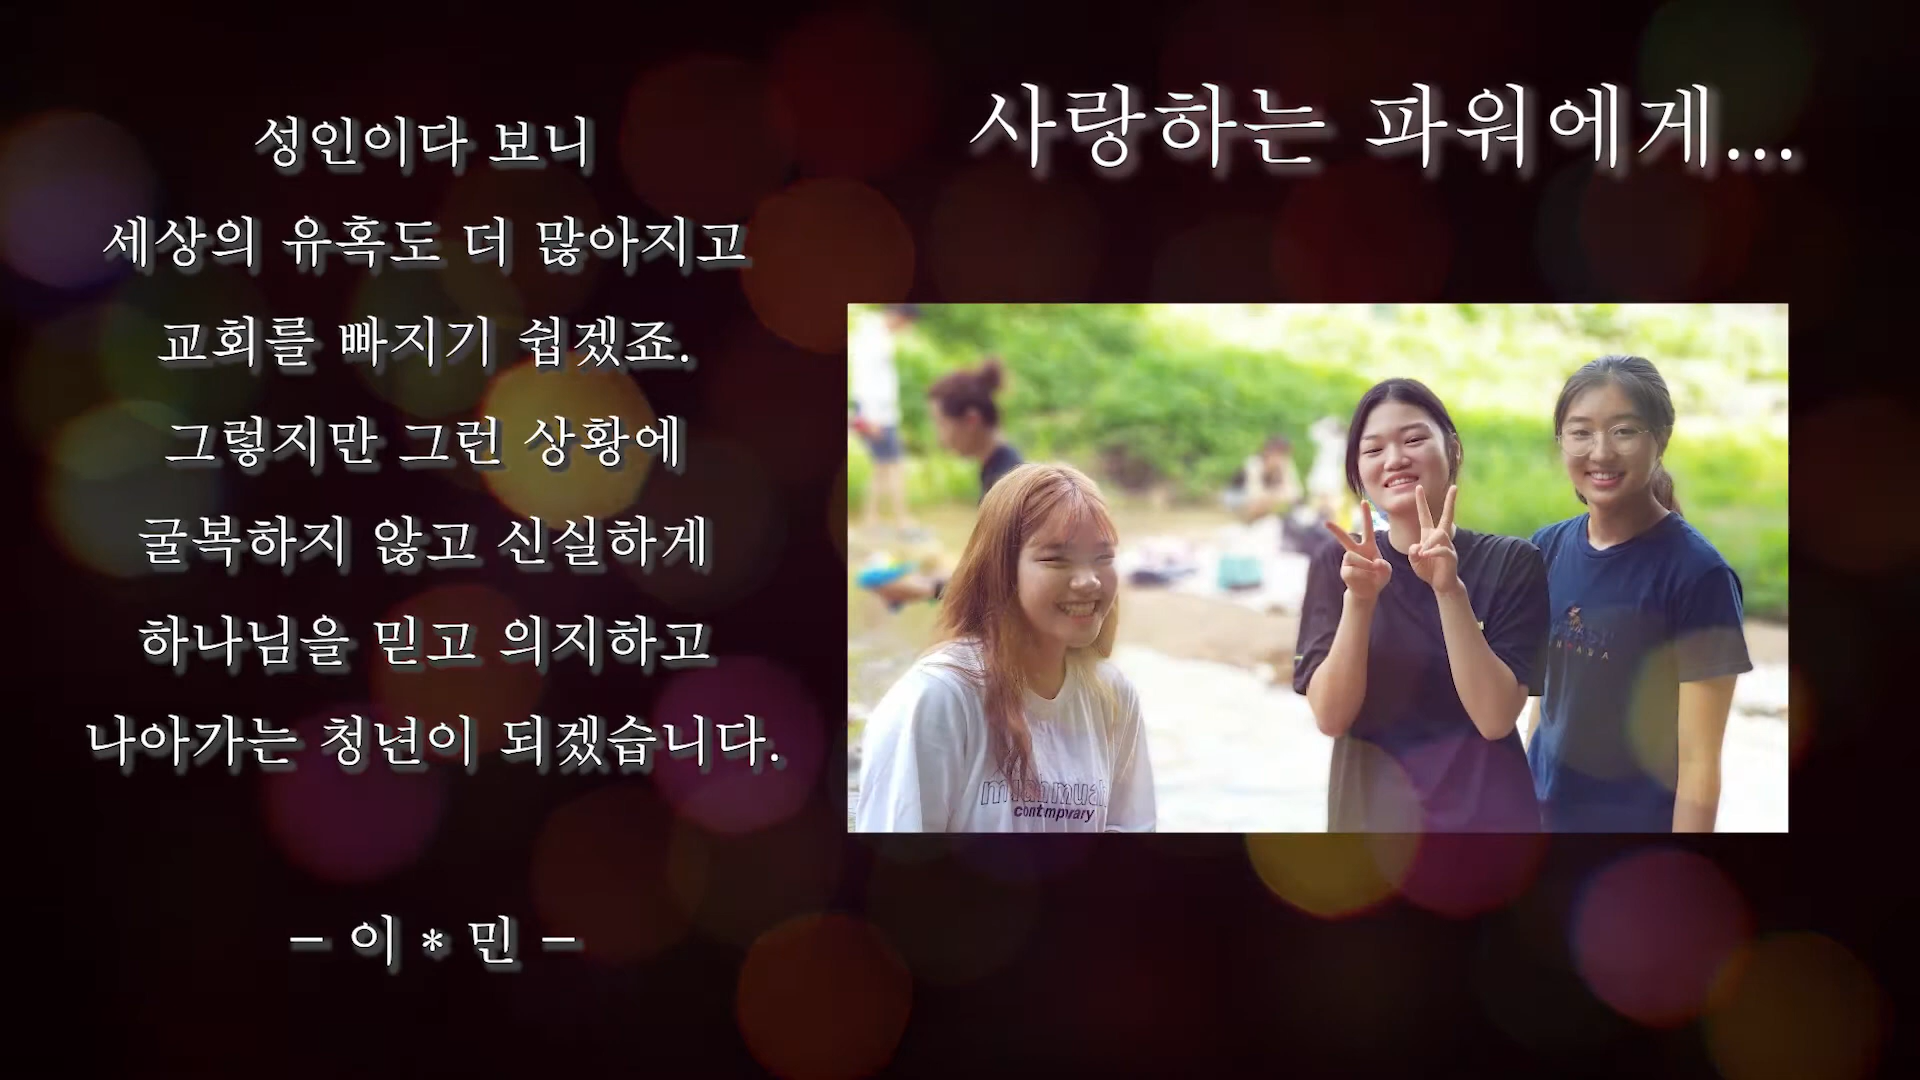 사랑하는 파워에게...
성인이다 보니
세상의 유혹도 더 많아지고
교회를 빠지기 쉽겠죠.
그렇지만 그런 상황에
굴복하지 않고 신실하게
하나님을 믿고 의지하고
나아가는 청년이 되겠습니다.
- 이 * 민 -